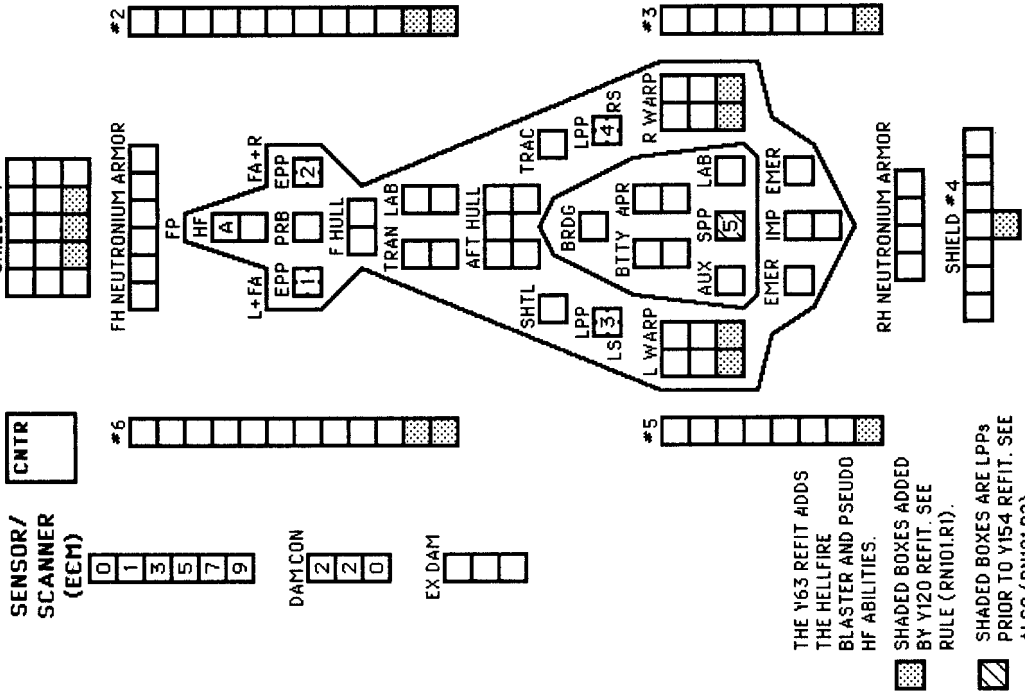 #2
#3
FH NEUTRONIUM ARMOR
FP
HF
A
L+FA
FA+R
EPP
EPP
1
2
PRB
F HULL
TRAN
LAB
AFT HULL
SHTL
TRAC
LPP
LPP
LS
3
4
RS
BRDG
BTTY
APR
L WARP
R WARP
AUX
SPP
LAB
5
EMER
IMP
EMER
RH NEUTRONIUM ARMOR
SHIELD #4
CNTR
SENSOR/
SCANNER
(ECM)
0
1
3
5
7
9
#6
DAM CON
2
2
0
EX DAM
#5
THE Y63 REFIT ADDS
THE HELLFIRE
BLASTER AND PSEUDO
HF ABILITIES.
SHADED BOXES ADDED
BY Y120 REFIT. SEE
RULE (RN101.R1).
SHADED BOXES ARE LPPs
PRIOR TO Y154 REFIT. SEE